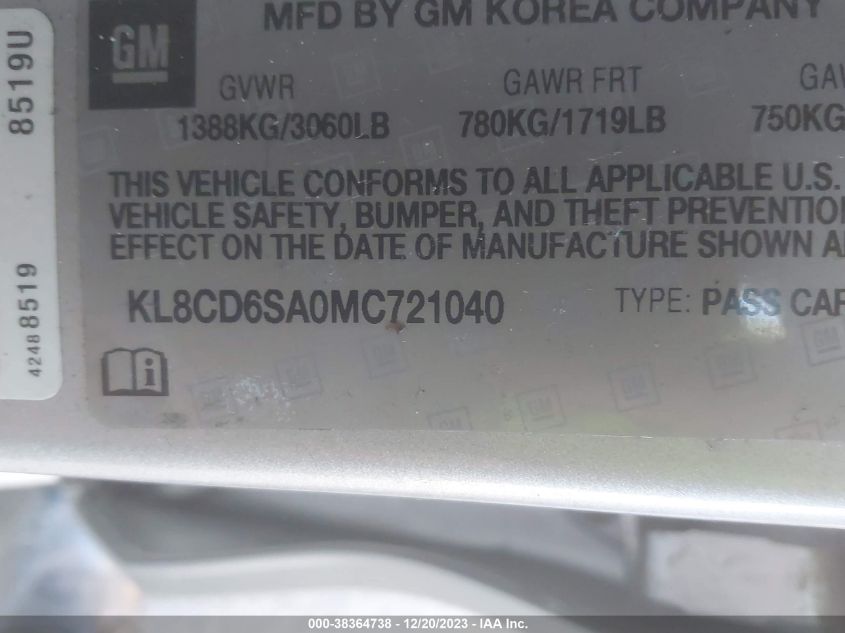 MFD BY GM KOREA COMPANY
GM
GVWR GAWR FRT
1388KG/3060LB 780KG/1719LB 750KG
THIS VEHICLE CONFORMS TO ALL APPLICABLE U.S.
VEHICLE SAFETY, BUMPER, AND THEFT PREVENTIO
EFFECT ON THE DATE OF MANUFACTURE SHOWN A
KL8CD6SA0MC721040 TYPE: PASS CAR
8519U
42488519
000-38364738 - 12/20/2023 - IAA Inc.